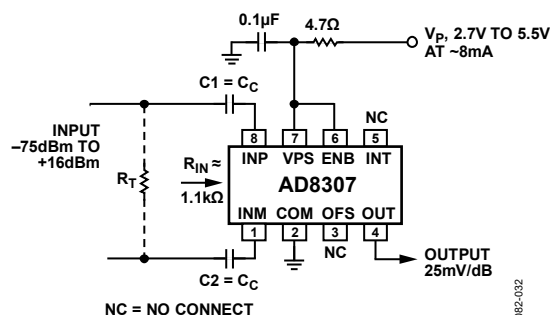 0.1µF
4.7Ω
VP, 2.7V TO 5.5V
AT ~8mA
C1 = CC
NC
INPUT
–75dBm TO
+16dBm
8
7
6
5
INP
VPS
ENB
INT
RIN ≈
1.1kΩ
RT
AD8307
INM
COM
OFS
OUT
1
2
3
4
NC
C2 = CC
OUTPUT
25mV/dB
NC = NO CONNECT
082-032